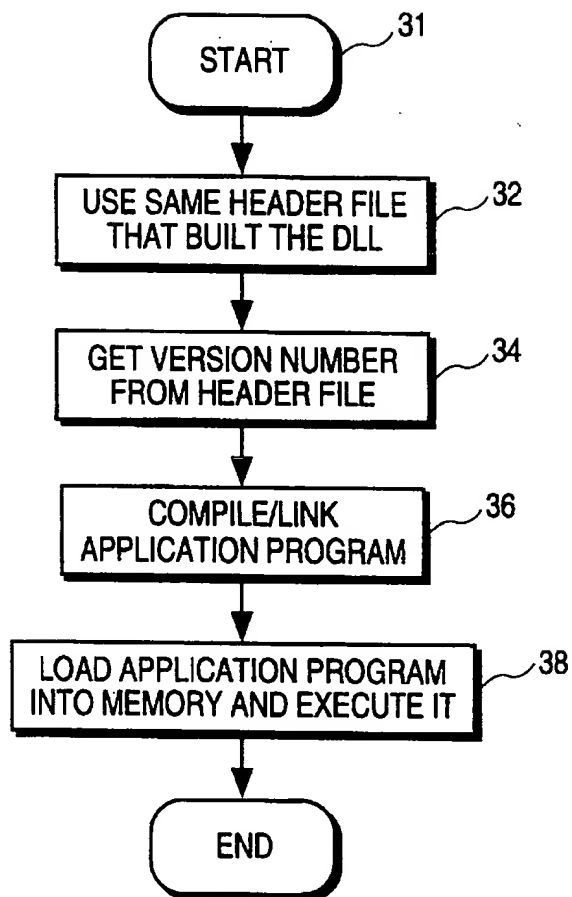 31
START
32
USE SAME HEADER FILE
THAT BUILT THE DLL
34
GET VERSION NUMBER
FROM HEADER FILE
36
COMPILE/LINK
APPLICATION PROGRAM
38
LOAD APPLICATION PROGRAM
INTO MEMORY AND EXECUTE IT
END